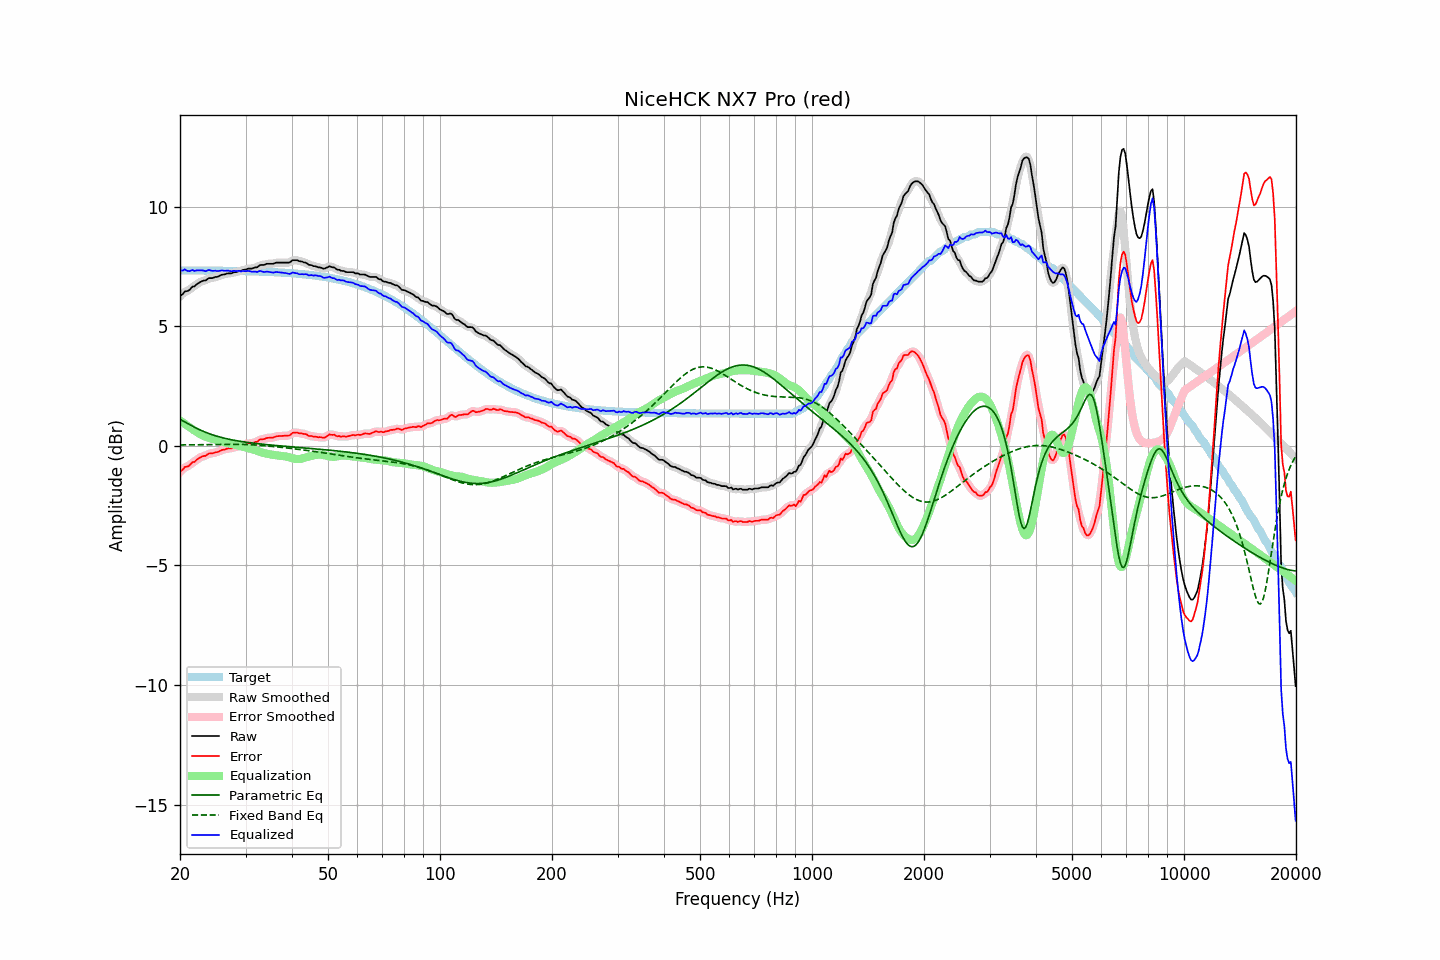 NiceHCK NX7 Pro (red)
Amplitude (dBr)
10
5
0
−5
−10
−15
Target
Raw Smoothed
Error Smoothed
Raw
Error
Equalization
Parametric Eq
Fixed Band Eq
Equalized
20 50 100 200 500 1000 2000 5000 10000 20000
Frequency (Hz)